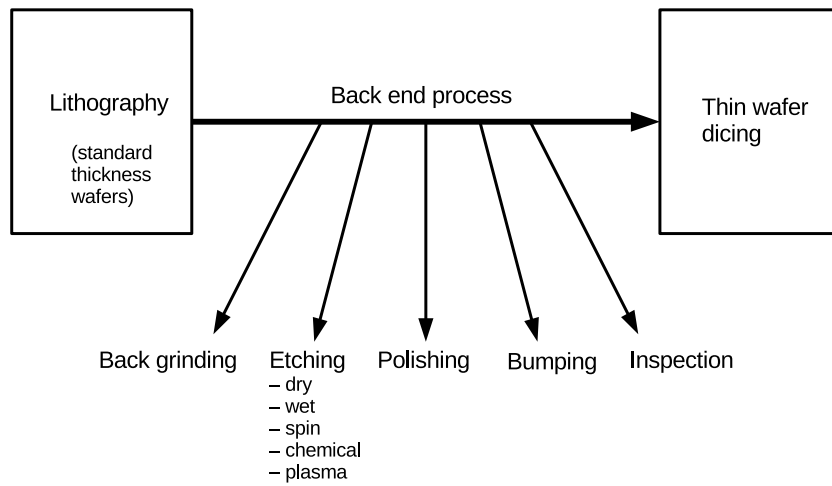 Lithography
(standard
thickness
wafers)
Back end process
Thin wafer
dicing
Back grinding
Etching
– dry
– wet
– spin
– chemical
– plasma
Polishing
Bumping
Inspection